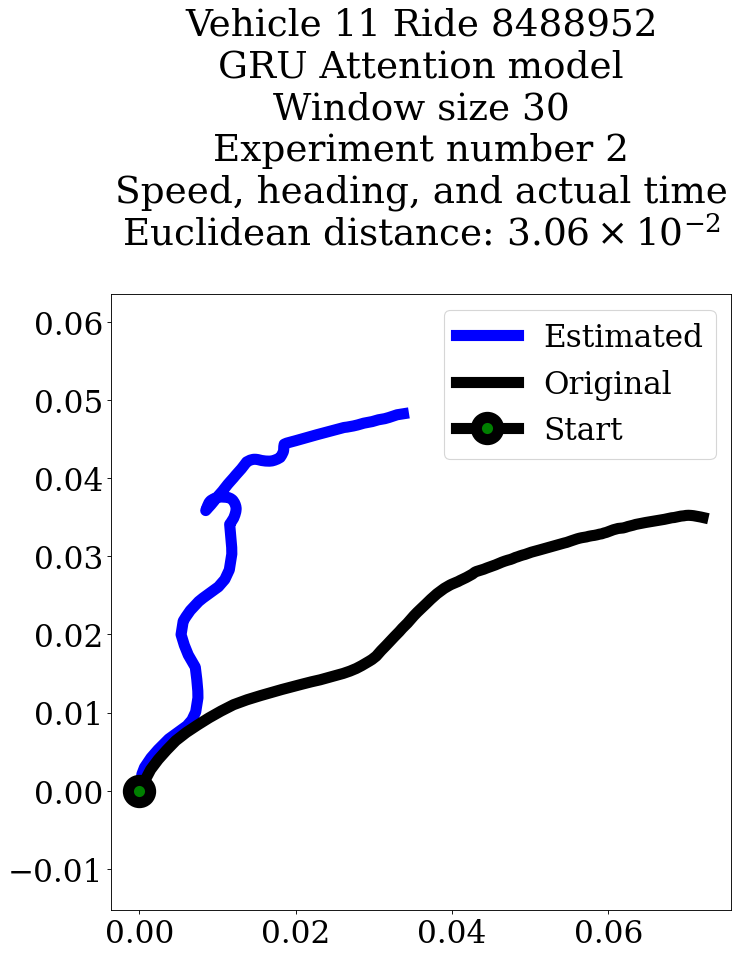 Vehicle 11 Ride 8488952
GRU Attention model
Window size 30
Experiment number 2
Speed, heading, and actual time
Euclidean distance: 3.06 × 10⁻²
Estimated
Original
Start
0.06
0.05
0.04
0.03
0.02
0.01
0.00
−0.01
0.00 0.02 0.04 0.06